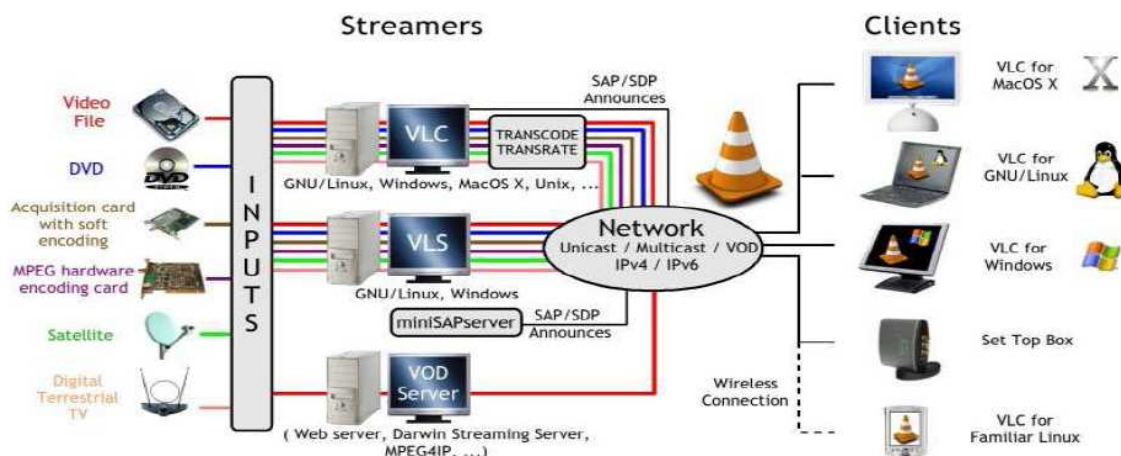 Streamers
Clients
Video
File
DVD
Acquisition card
with soft
encoding
MPEG hardware
encoding card
Satellite
Digital
Terrestrial
TV
DVD
INPUTS
VLC
TRANSCODE
TRANSRATE
SAP/SDP
Announces
GNU/Linux, Windows, MacOS X, Unix, ...
VLS
GNU/Linux, Windows
miniSAPserver
SAP/SDP
Announces
VOD
Server
( Web server, Darwin Streaming Server,
MPEG4IP, ...)
Network
Unicast / Multicast / VOD
IPv4 / IPv6
Wireless
Connection
VLC for
MacOS X
X
VLC for
GNU/Linux
VLC for
Windows
Set Top Box
VLC for
Familiar Linux